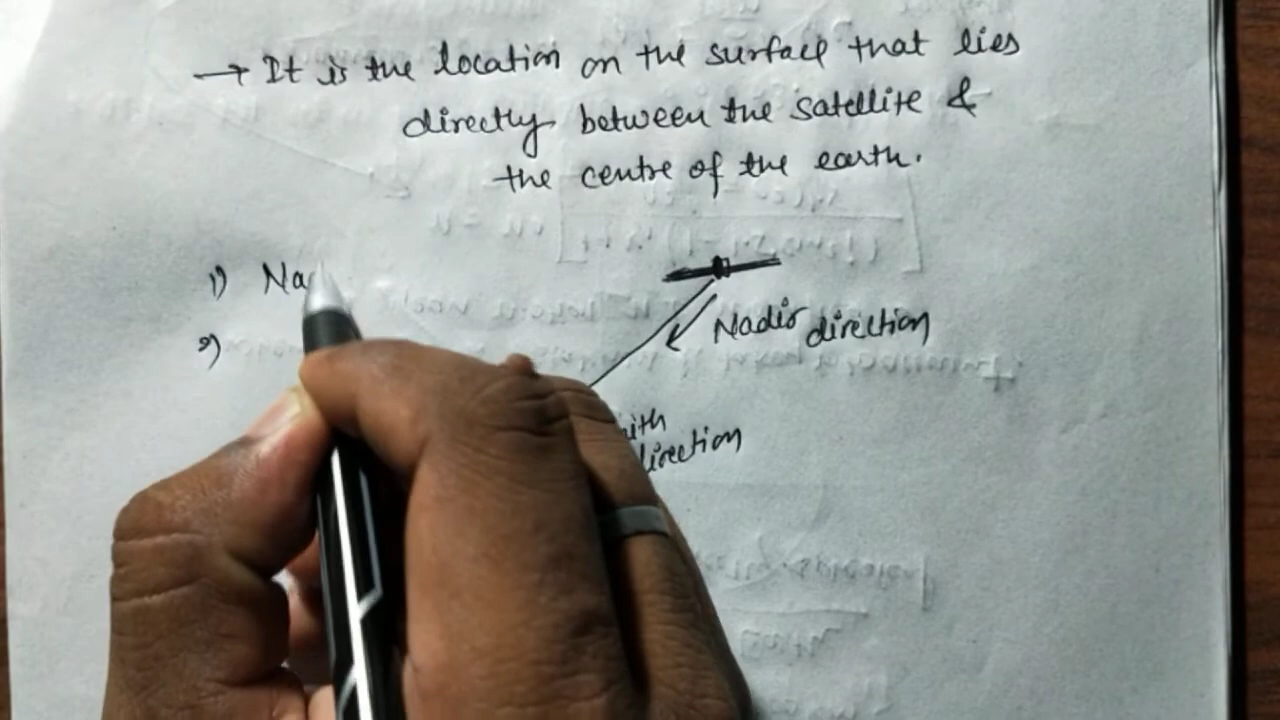 → It is the location on the surface that lies
directly between the satellite &
the centre of the earth.
1) Na
2)
Nadir direction
ith
direction